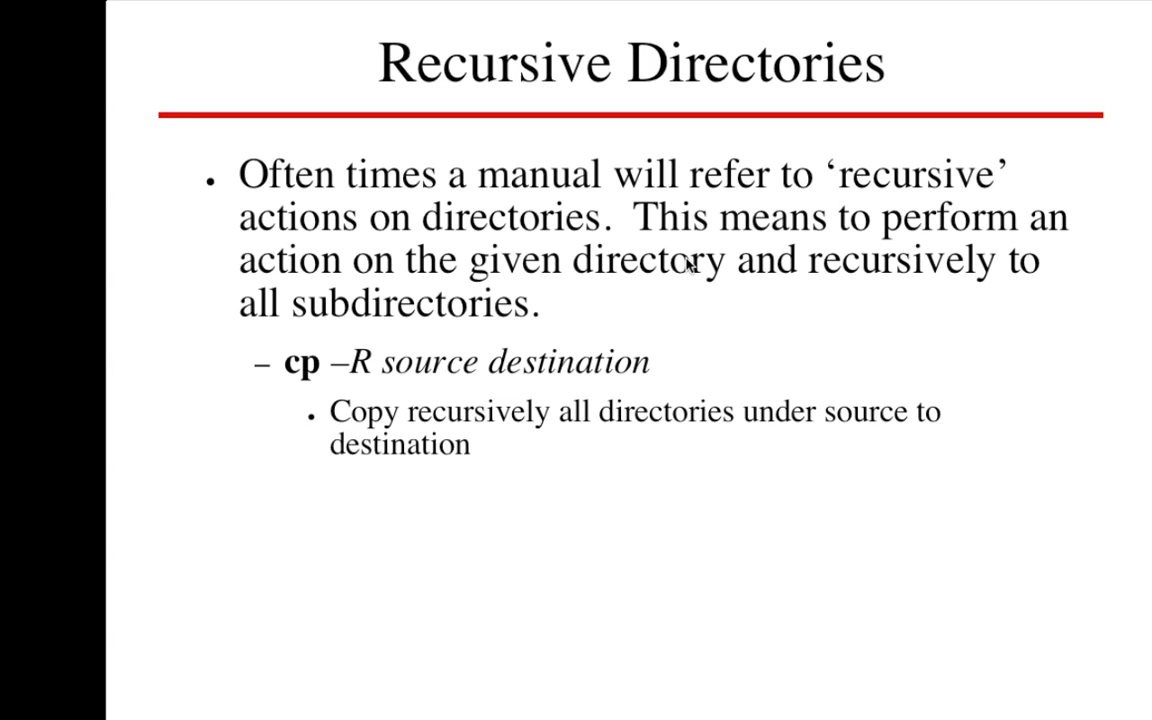 Recursive Directories
• Often times a manual will refer to ‘recursive’
actions on directories.  This means to perform an
action on the given directory and recursively to
all subdirectories.
– cp –R source destination
• Copy recursively all directories under source to
destination